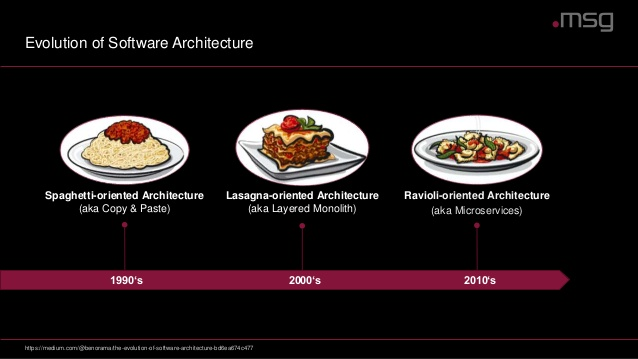 .msg
Evolution of Software Architecture
Spaghetti-oriented Architecture
(aka Copy & Paste)
Lasagna-oriented Architecture
(aka Layered Monolith)
Ravioli-oriented Architecture
(aka Microservices)
1990's
2000's
2010's
https://medium.com/@benorama/the-evolution-of-software-architecture-bd6ea674c477